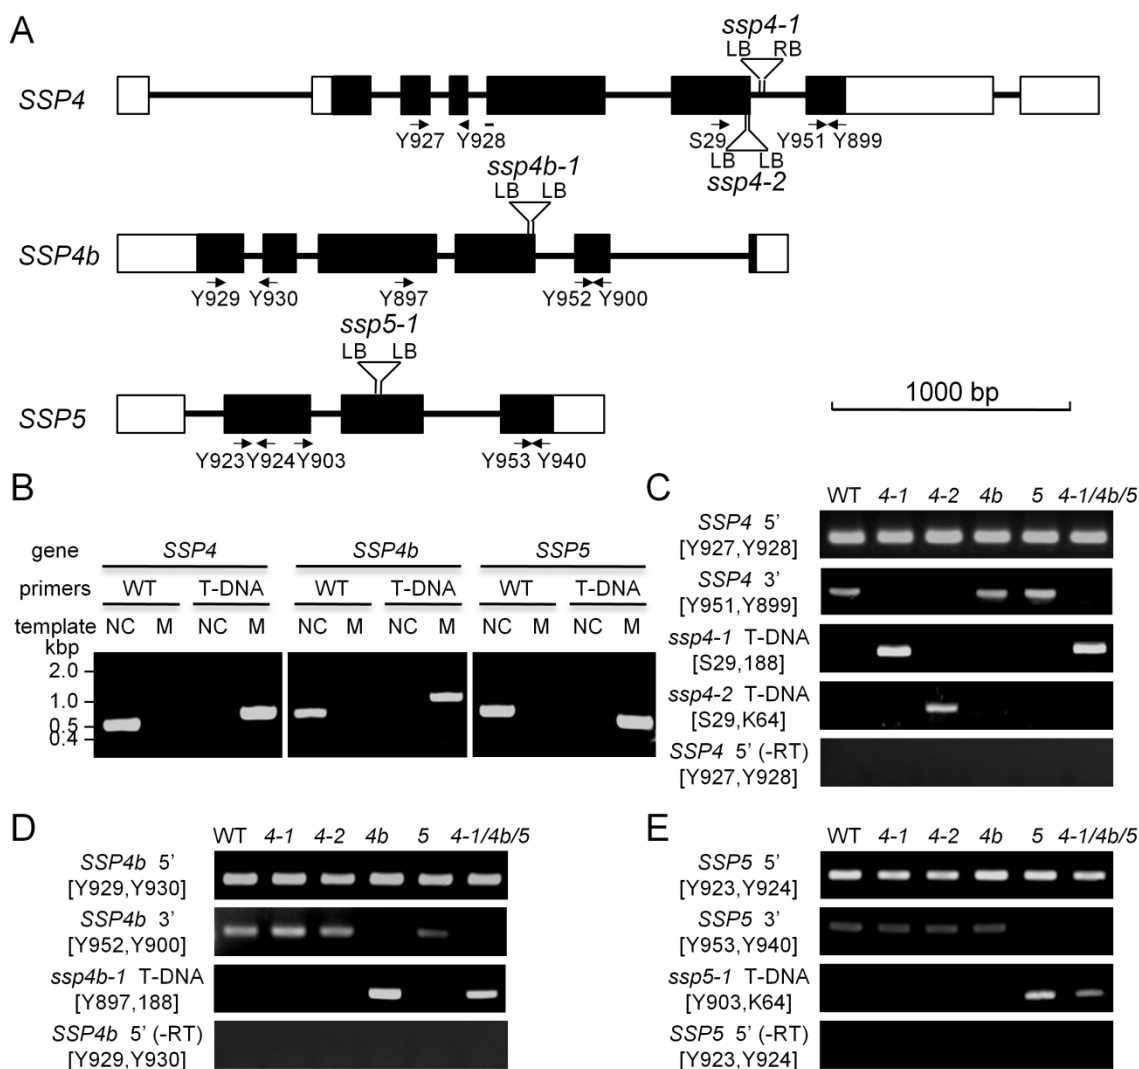 A
ssp4-1
LB RB
SSP4
Y927 Y928 S29 Y951 Y899
LB LB
ssp4-2
ssp4b-1
LB LB
SSP4b
Y929 Y930 Y897 Y952 Y900
ssp5-1
LB LB
SSP5
Y923 Y924 Y903 Y953 Y940
1000 bp
B
gene SSP4 SSP4b SSP5
primers WT T-DNA WT T-DNA WT T-DNA
template NC M NC M NC M NC M NC M NC M
kbp
2.0
1.0
0.5
0.4
C
WT 4-1 4-2 4b 5 4-1/4b/5
SSP4 5’
[Y927,Y928]
SSP4 3’
[Y951,Y899]
ssp4-1 T-DNA
[S29,188]
ssp4-2 T-DNA
[S29,K64]
SSP4 5’ (-RT)
[Y927,Y928]
D
WT 4-1 4-2 4b 5 4-1/4b/5
SSP4b 5’
[Y929,Y930]
SSP4b 3’
[Y952,Y900]
ssp4b-1 T-DNA
[Y897,188]
SSP4b 5’ (-RT)
[Y929,Y930]
E
WT 4-1 4-2 4b 5 4-1/4b/5
SSP5 5’
[Y923,Y924]
SSP5 3’
[Y953,Y940]
ssp5-1 T-DNA
[Y903,K64]
SSP5 5’ (-RT)
[Y923,Y924]